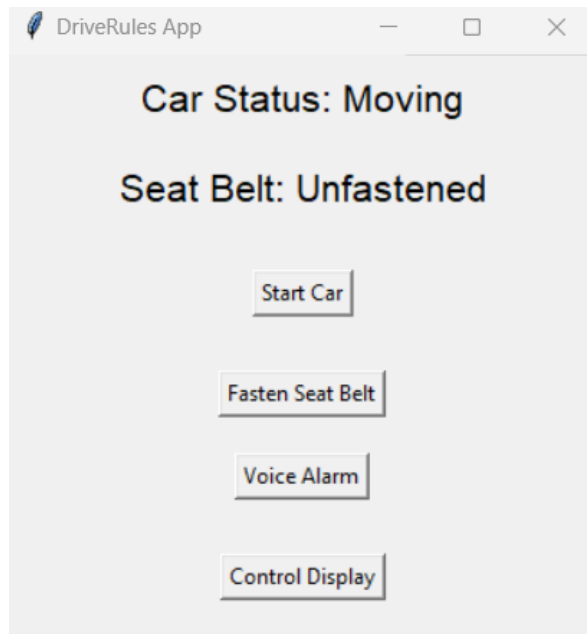 DriveRules App
Car Status: Moving
Seat Belt: Unfastened
Start Car
Fasten Seat Belt
Voice Alarm
Control Display